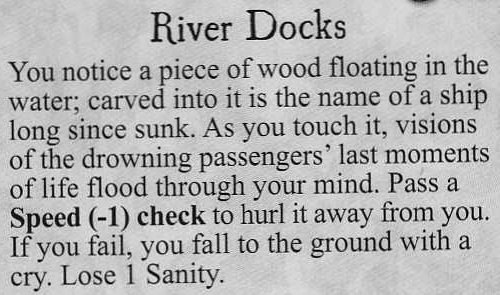 River Docks
You notice a piece of wood floating in the
water; carved into it is the name of a ship
long since sunk. As you touch it, visions
of the drowning passengers' last moments
of life flood through your mind. Pass a
Speed (-1) check to hurl it away from you.
If you fail, you fall to the ground with a
cry. Lose 1 Sanity.